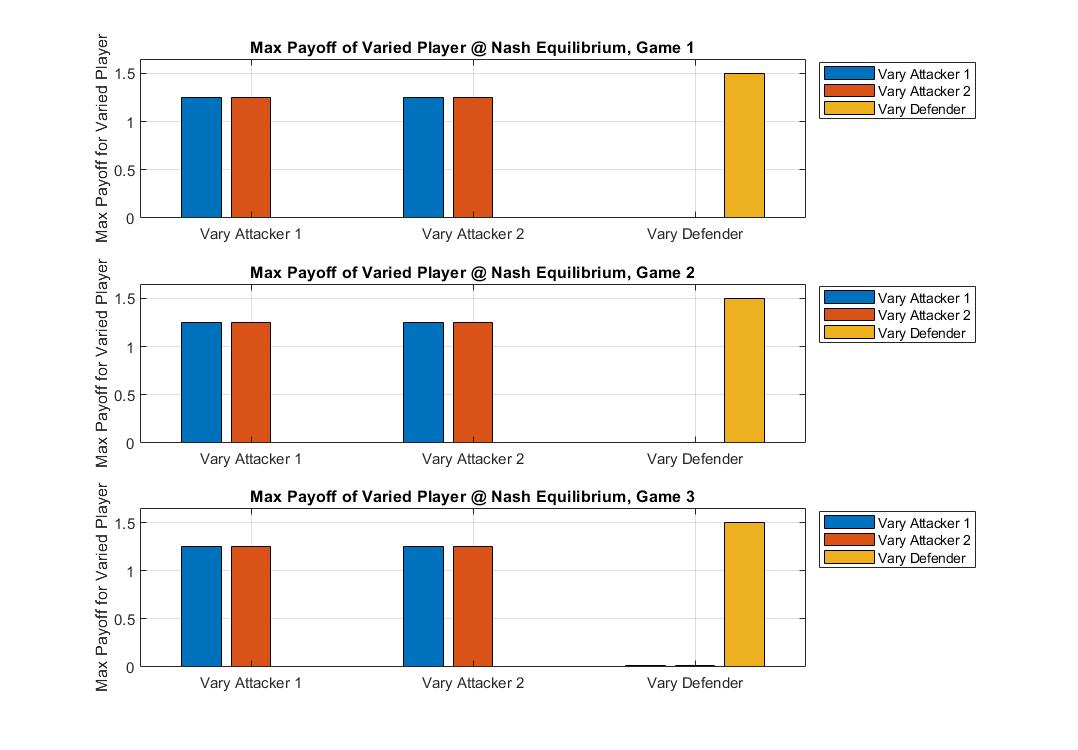 Max Payoff of Varied Player @ Nash Equilibrium, Game 1
Max Payoff for Varied Player
1.5
1
0.5
0
Vary Attacker 1
Vary Attacker 2
Vary Defender
Vary Attacker 1
Vary Attacker 2
Vary Defender
Max Payoff of Varied Player @ Nash Equilibrium, Game 2
Max Payoff for Varied Player
1.5
1
0.5
0
Vary Attacker 1
Vary Attacker 2
Vary Defender
Vary Attacker 1
Vary Attacker 2
Vary Defender
Max Payoff of Varied Player @ Nash Equilibrium, Game 3
Max Payoff for Varied Player
1.5
1
0.5
0
Vary Attacker 1
Vary Attacker 2
Vary Defender
Vary Attacker 1
Vary Attacker 2
Vary Defender